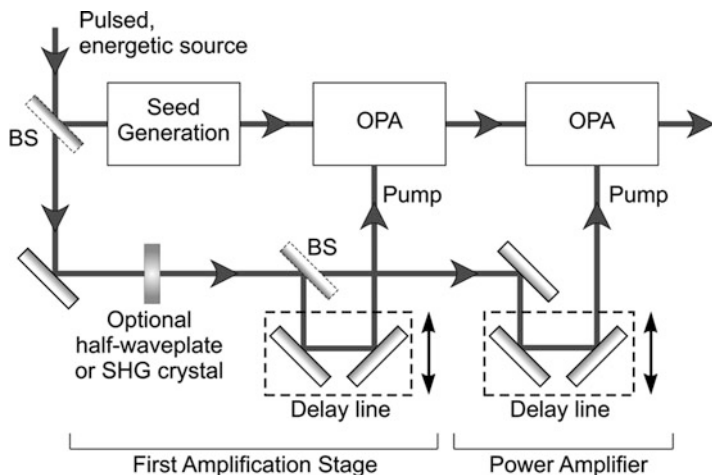 Pulsed,
energetic source
BS
Seed
Generation
OPA
OPA
Pump
Pump
BS
Optional
half-waveplate
or SHG crystal
Delay line
Delay line
First Amplification Stage
Power Amplifier